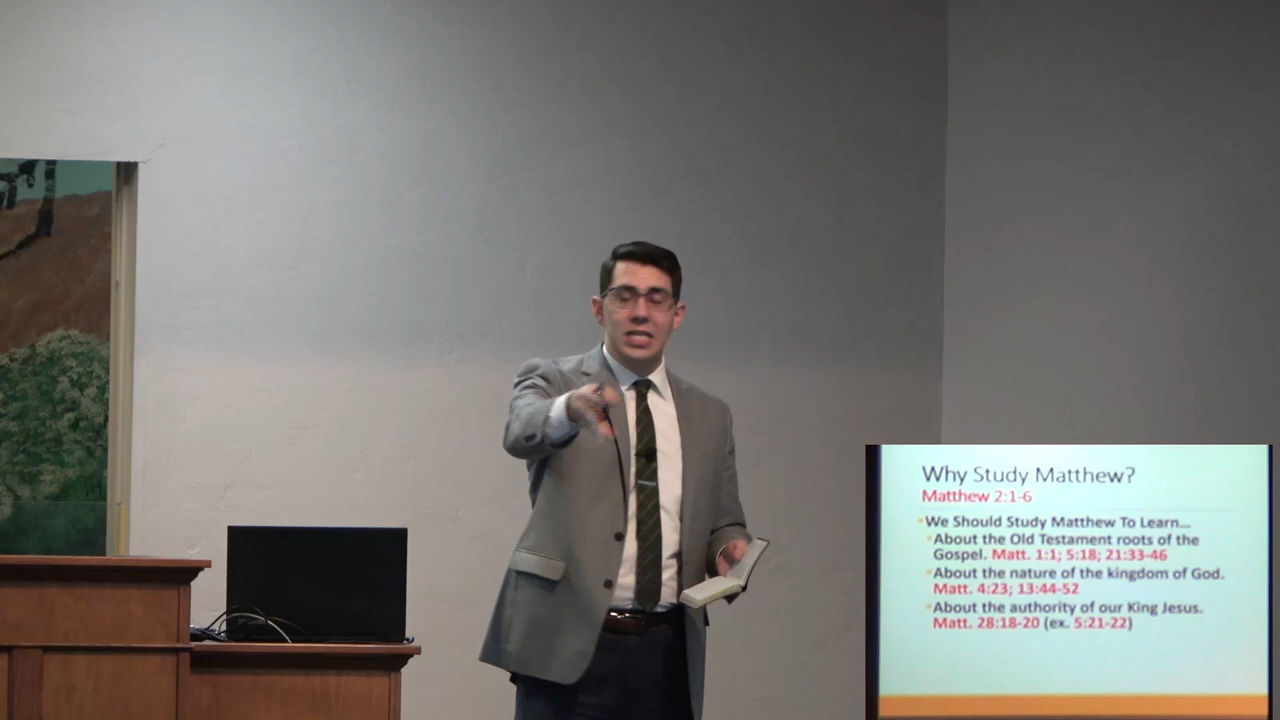 Why Study Matthew?
Matthew 2:1-6
We Should Study Matthew To Learn...
About the Old Testament roots of the
Gospel. Matt. 1:1; 5:18; 21:33-46
About the nature of the kingdom of God.
Matt. 4:23; 13:44-52
About the authority of our King Jesus.
Matt. 28:18-20 (ex. 5:21-22)